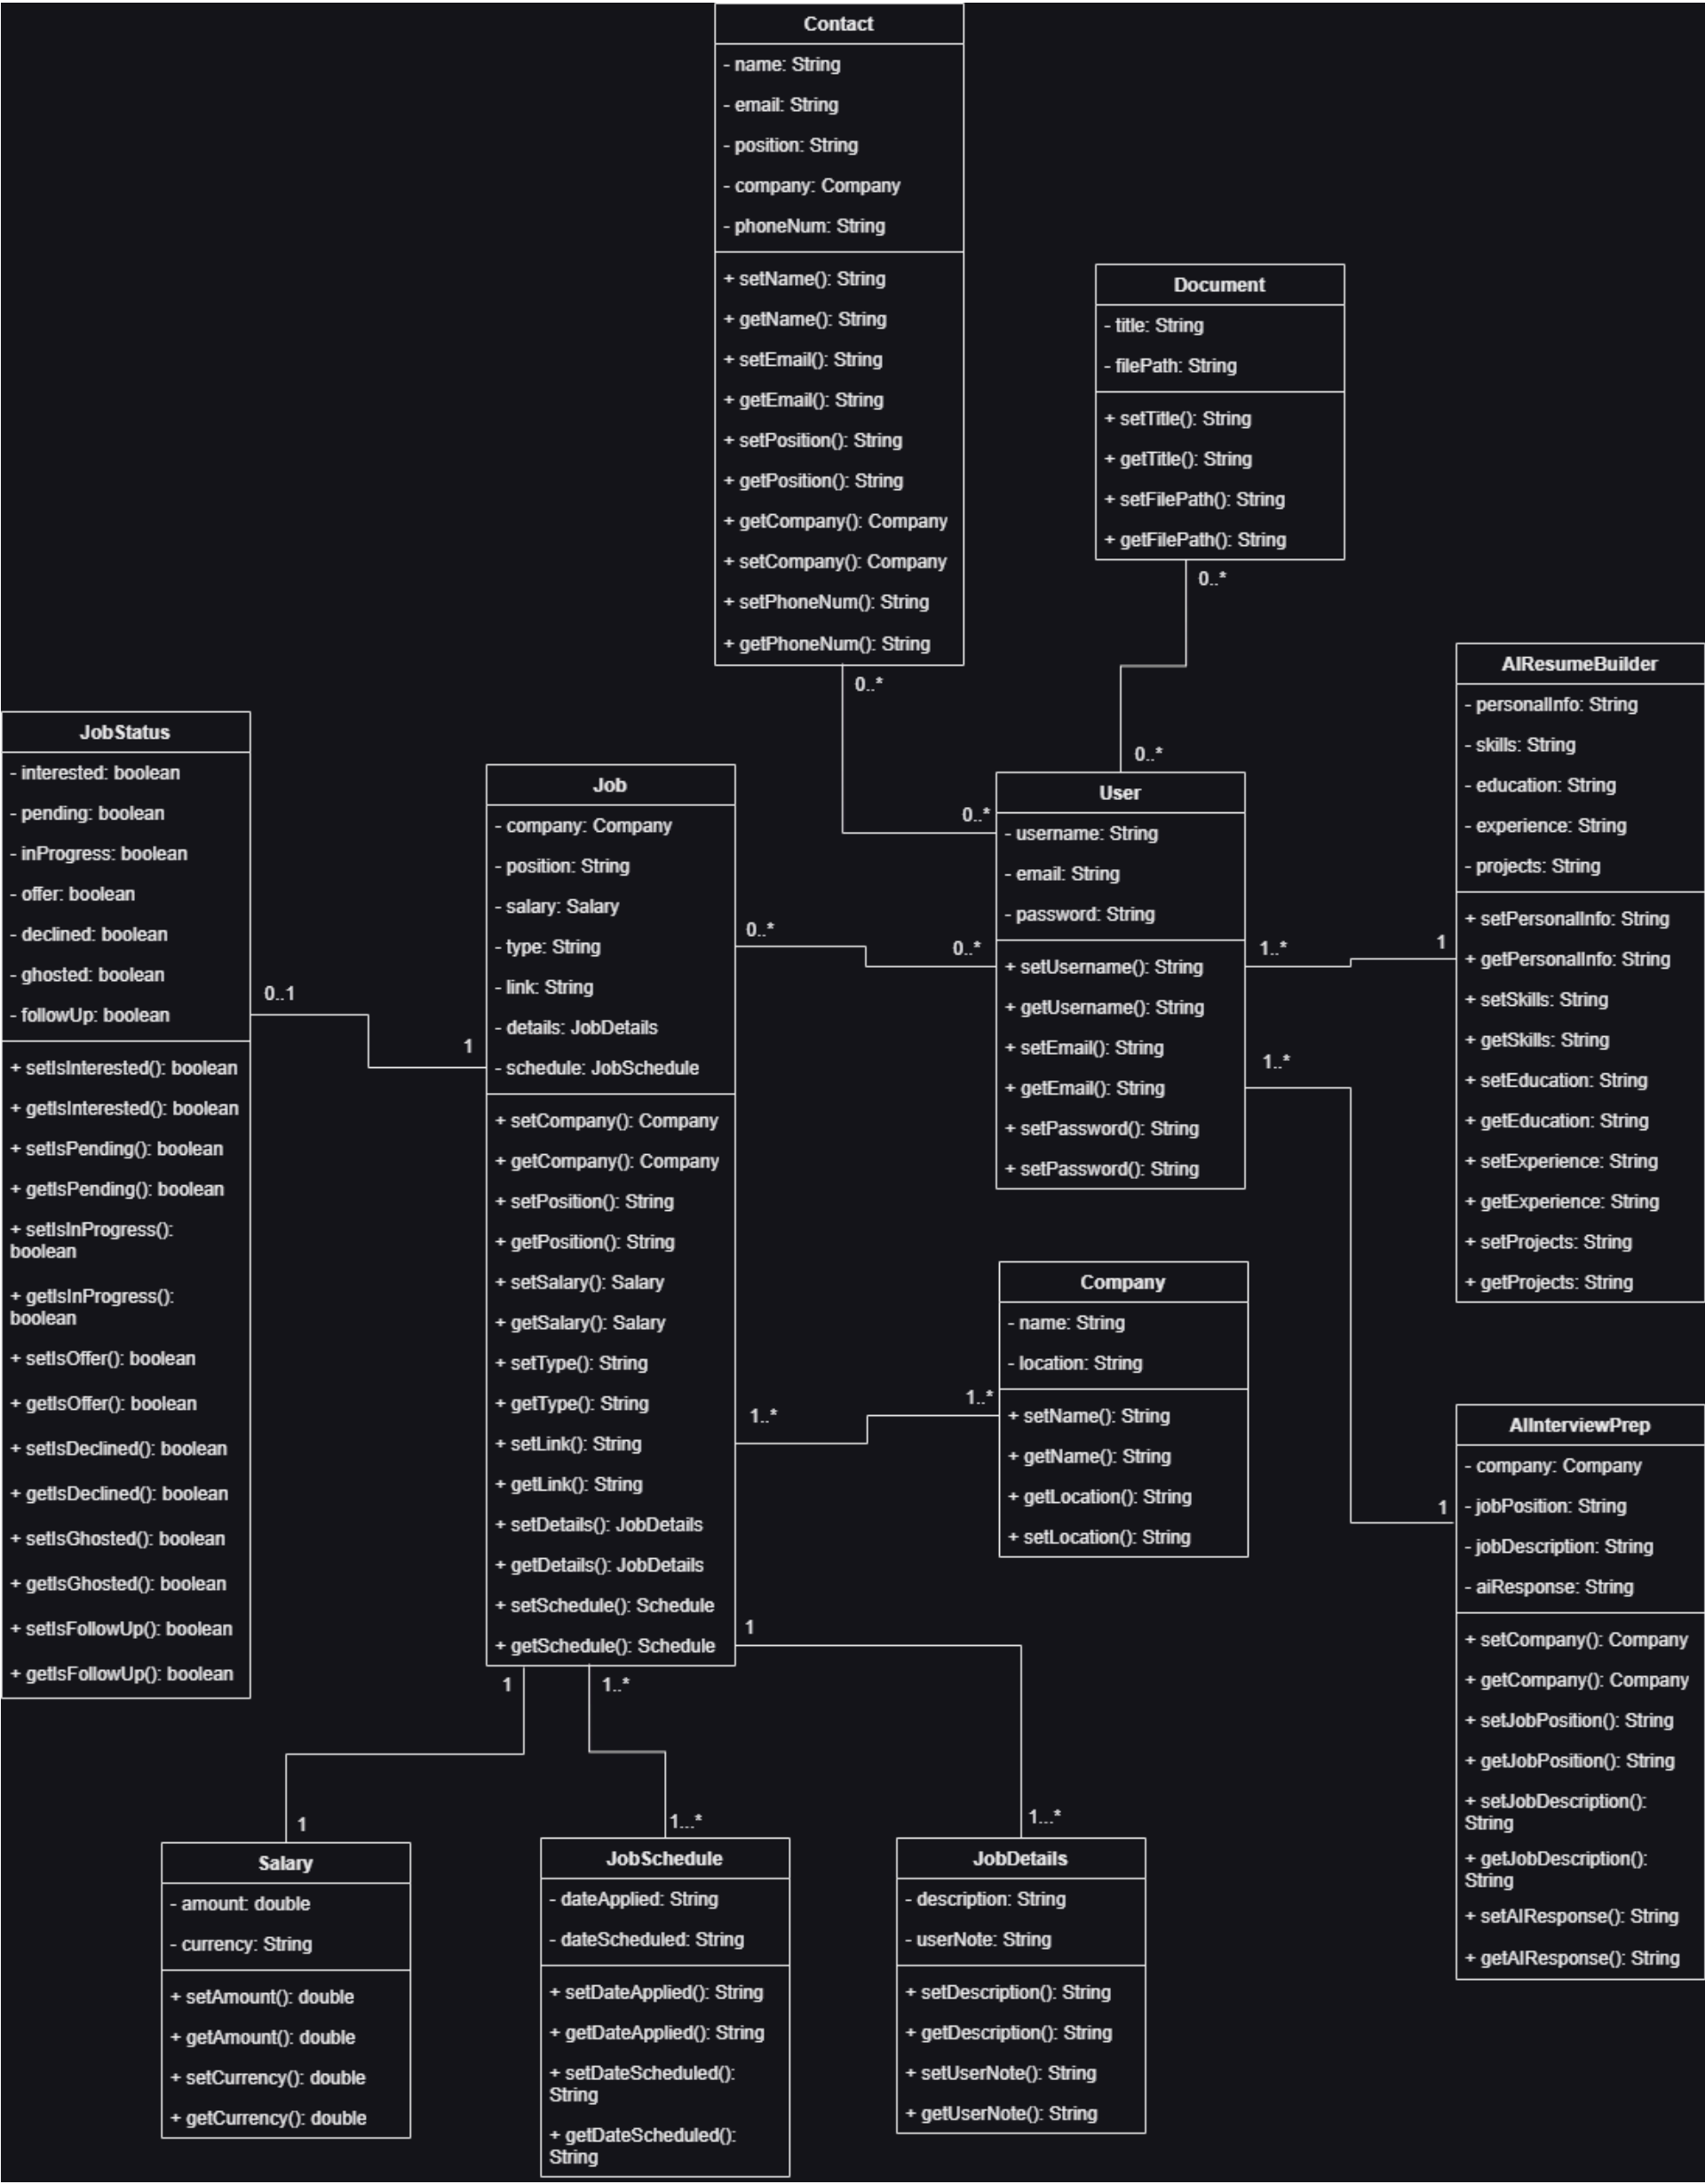 Contact
- name: String
- email: String
- position: String
- company: Company
- phoneNum: String
+ setName(): String
+ getName(): String
+ setEmail(): String
+ getEmail(): String
+ setPosition(): String
+ getPosition(): String
+ getCompany(): Company
+ setCompany(): Company
+ setPhoneNum(): String
+ getPhoneNum(): String
0..*
0..*
Document
- title: String
- filePath: String
+ setTitle(): String
+ getTitle(): String
+ setFilePath(): String
+ getFilePath(): String
0..*
0..*
JobStatus
- interested: boolean
- pending: boolean
- inProgress: boolean
- offer: boolean
- declined: boolean
- ghosted: boolean
- followUp: boolean
+ setIsInterested(): boolean
+ getIsInterested(): boolean
+ setIsPending(): boolean
+ getIsPending(): boolean
+ setIsInProgress():
boolean
+ getIsInProgress():
boolean
+ setIsOffer(): boolean
+ getIsOffer(): boolean
+ setIsDeclined(): boolean
+ getIsDeclined(): boolean
+ setIsGhosted(): boolean
+ getIsGhosted(): boolean
+ setIsFollowUp(): boolean
+ getIsFollowUp(): boolean
0..1
1
Job
- company: Company
- position: String
- salary: Salary
- type: String
- link: String
- details: JobDetails
- schedule: JobSchedule
+ setCompany(): Company
+ getCompany(): Company
+ setPosition(): String
+ getPosition(): String
+ setSalary(): Salary
+ getSalary(): Salary
+ setType(): String
+ getType(): String
+ setLink(): String
+ getLink(): String
+ setDetails(): JobDetails
+ getDetails(): JobDetails
+ setSchedule(): Schedule
+ getSchedule(): Schedule
0..*
0..*
User
- username: String
- email: String
- password: String
+ setUsername(): String
+ getUsername(): String
+ setEmail(): String
+ getEmail(): String
+ setPassword(): String
+ setPassword(): String
1..*
1
1..*
1
AIResumeBuilder
- personalInfo: String
- skills: String
- education: String
- experience: String
- projects: String
+ setPersonalInfo: String
+ getPersonalInfo: String
+ setSkills: String
+ getSkills: String
+ setEducation: String
+ getEducation: String
+ setExperience: String
+ getExperience: String
+ setProjects: String
+ getProjects: String
1..*
1..*
Company
- name: String
- location: String
+ setName(): String
+ getName(): String
+ getLocation(): String
+ setLocation(): String
AIInterviewPrep
- company: Company
- jobPosition: String
- jobDescription: String
- aiResponse: String
+ setCompany(): Company
+ getCompany(): Company
+ setJobPosition(): String
+ getJobPosition(): String
+ setJobDescription():
String
+ getJobDescription():
String
+ setAIResponse(): String
+ getAIResponse(): String
1
1
1..*
1...*
1
1...*
Salary
- amount: double
- currency: String
+ setAmount(): double
+ getAmount(): double
+ setCurrency(): double
+ getCurrency(): double
JobSchedule
- dateApplied: String
- dateScheduled: String
+ setDateApplied(): String
+ getDateApplied(): String
+ setDateScheduled():
String
+ getDateScheduled():
String
JobDetails
- description: String
- userNote: String
+ setDescription(): String
+ getDescription(): String
+ setUserNote(): String
+ getUserNote(): String